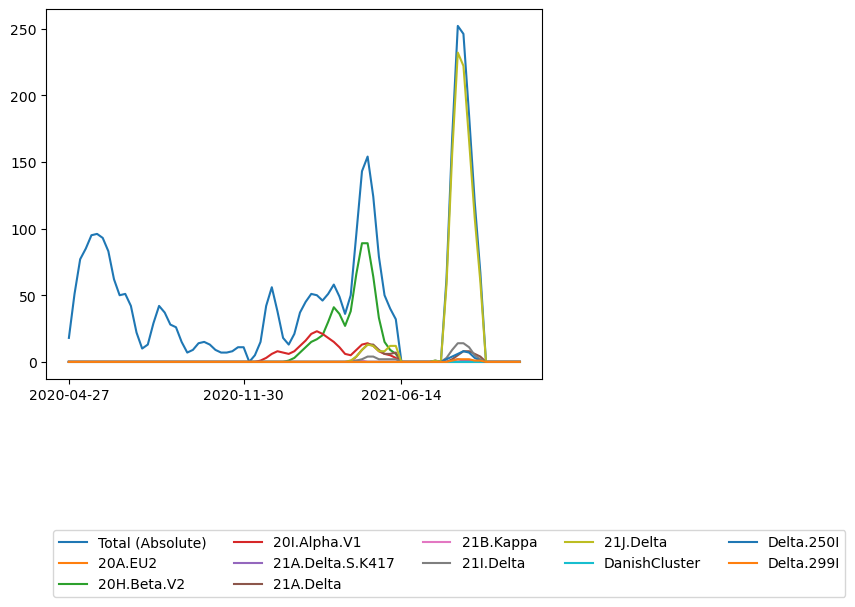 250
200
150
100
50
0
2020-04-27 2020-11-30 2021-06-14
Total (Absolute) 20I.Alpha.V1 21B.Kappa 21J.Delta Delta.250I
20A.EU2 21A.Delta.S.K417 21I.Delta DanishCluster Delta.299I
20H.Beta.V2 21A.Delta